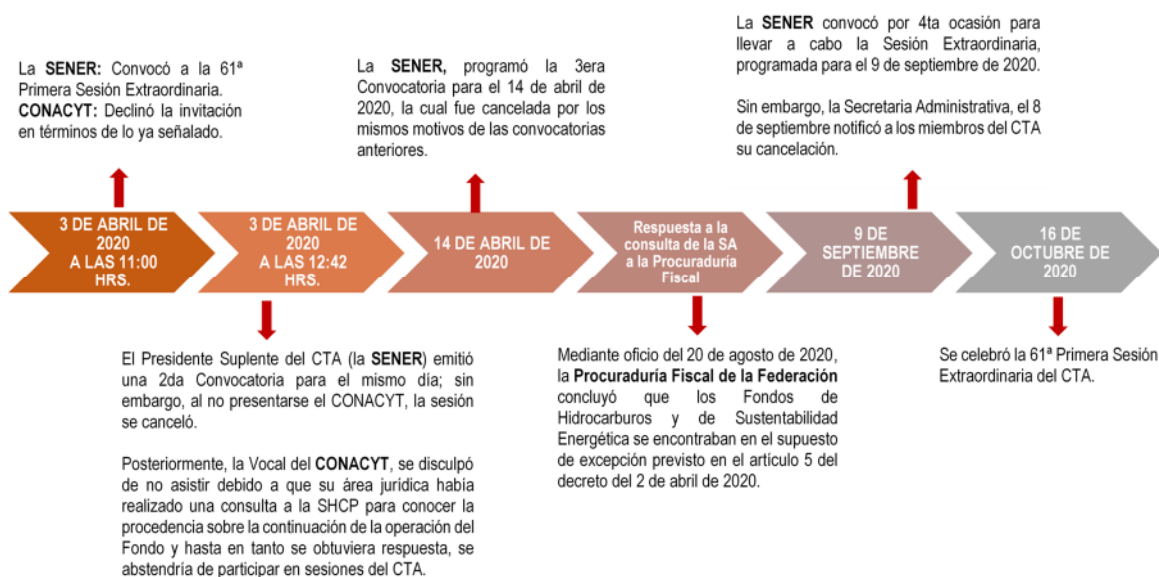 La SENER: Convocó a la 61ª
Primera Sesión Extraordinaria.
CONACYT: Declinó la invitación
en términos de lo ya señalado.
La SENER, programó la 3era
Convocatoria para el 14 de abril de
2020, la cual fue cancelada por los
mismos motivos de las convocatorias
anteriores.
La SENER convocó por 4ta ocasión para
llevar a cabo la Sesión Extraordinaria,
programada para el 9 de septiembre de 2020.
Sin embargo, la Secretaria Administrativa, el 8
de septiembre notificó a los miembros del CTA
su cancelación.
3 DE ABRIL DE
2020
A LAS 11:00
HRS.
3 DE ABRIL DE
2020
A LAS 12:42
HRS.
14 DE ABRIL DE
2020
Respuesta a la
consulta de la SA
a la Procuraduría
Fiscal
9 DE
SEPTIEMBRE
DE 2020
16 DE
OCTUBRE DE
2020
El Presidente Suplente del CTA (la SENER) emitió
una 2da Convocatoria para el mismo día; sin
embargo, al no presentarse el CONACYT, la sesión
se canceló.
Posteriormente, la Vocal del CONACYT, se disculpó
de no asistir debido a que su área jurídica había
realizado una consulta a la SHCP para conocer la
procedencia sobre la continuación de la operación del
Fondo y hasta en tanto se obtuviera respuesta, se
abstendría de participar en sesiones del CTA.
Mediante oficio del 20 de agosto de 2020,
la Procuraduría Fiscal de la Federación
concluyó que los Fondos de
Hidrocarburos y de Sustentabilidad
Energética se encontraban en el supuesto
de excepción previsto en el artículo 5 del
decreto del 2 de abril de 2020.
Se celebró la 61ª Primera Sesión
Extraordinaria del CTA.